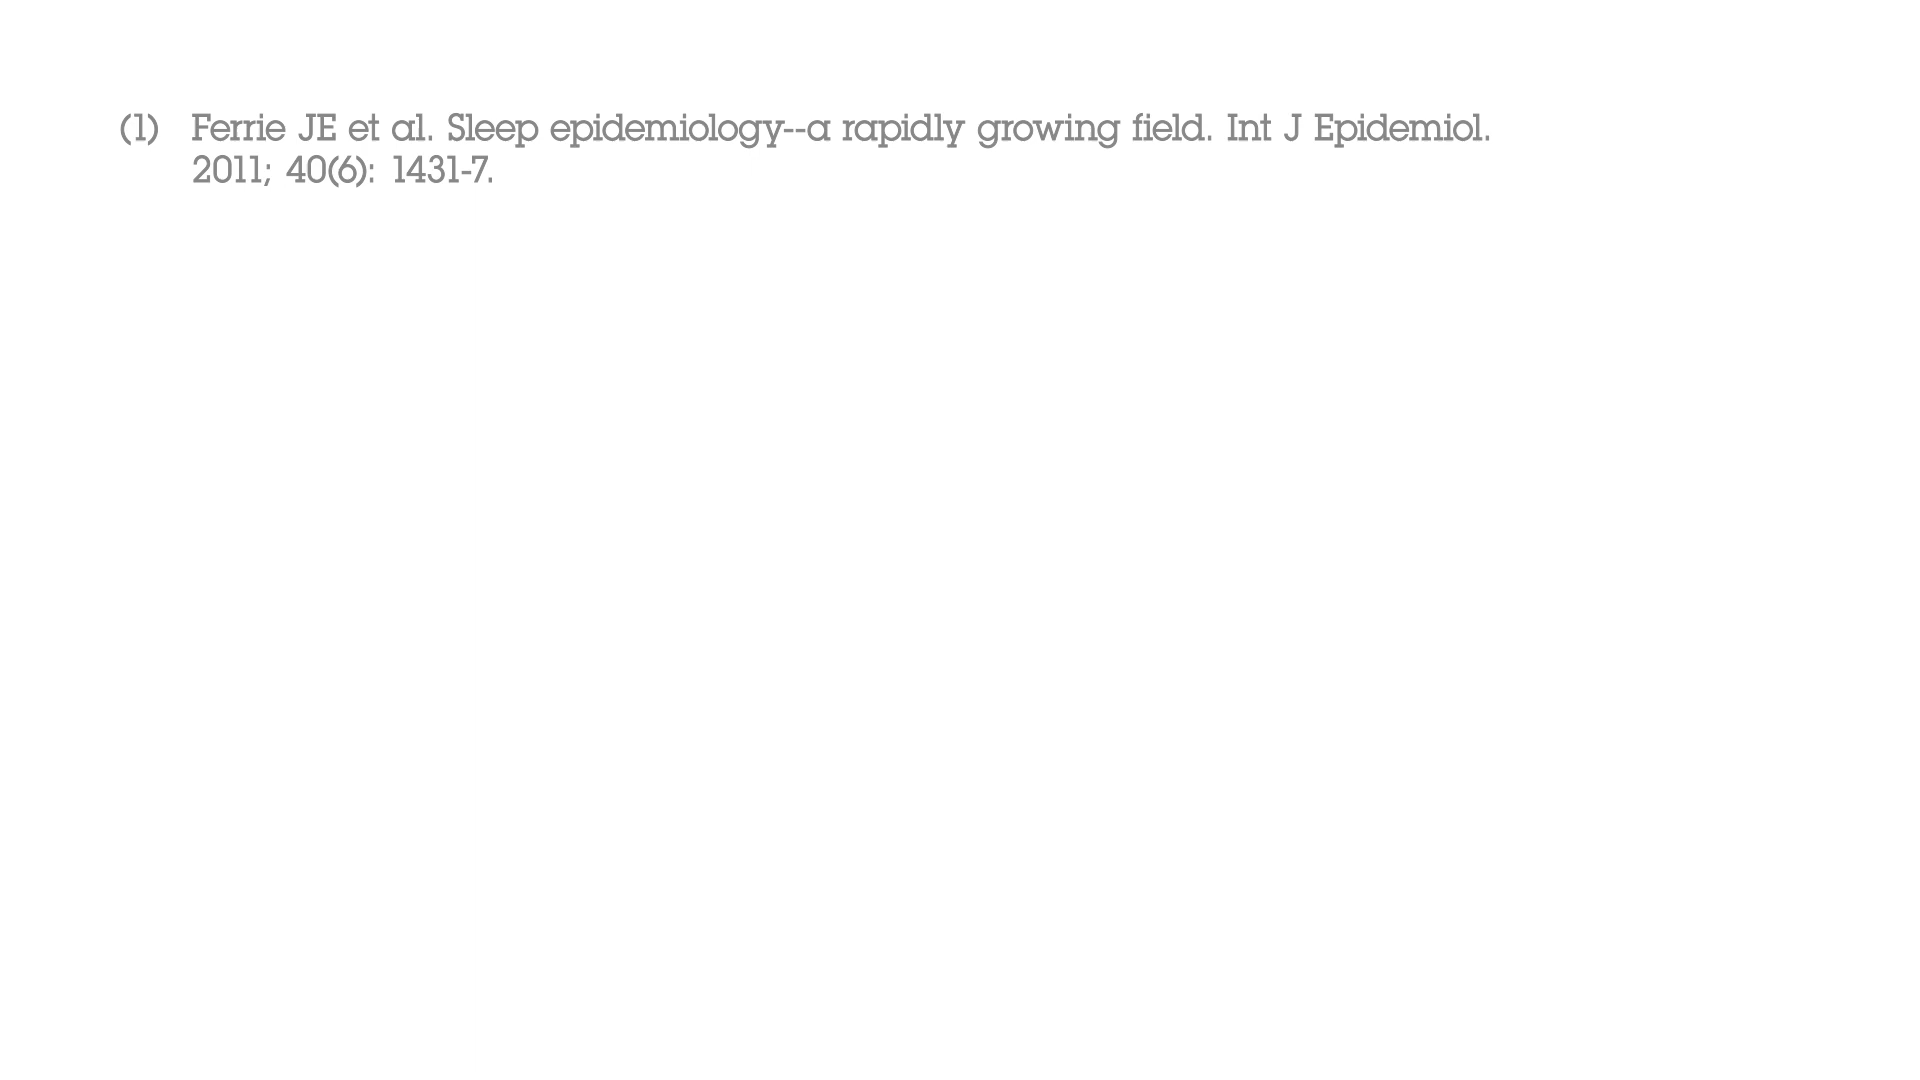 (1) Ferrie JE et al. Sleep epidemiology--a rapidly growing field. Int J Epidemiol.
2011; 40(6): 1431-7.